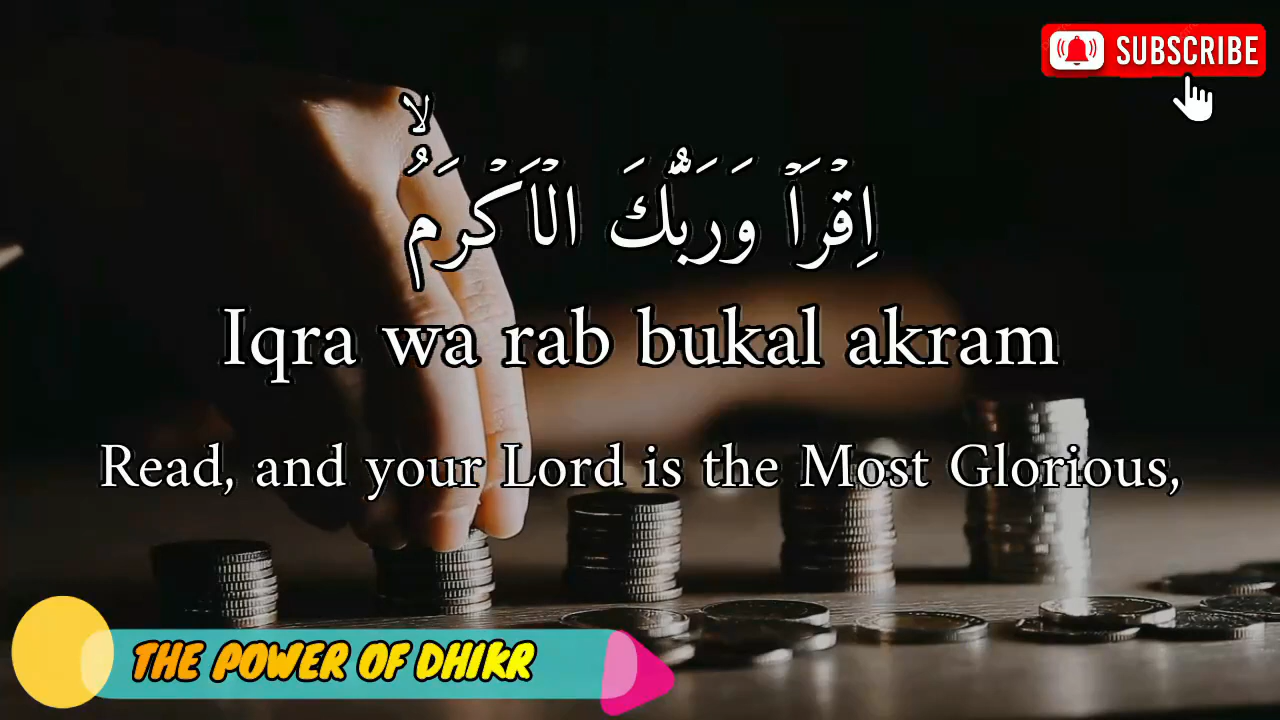 SUBSCRIBE
اِقْرَاْ وَرَبُّكَ الْاَكْرَمُۙ
Iqra wa rab bukal akram
Read, and your Lord is the Most Glorious,
THE POWER OF DHIKR